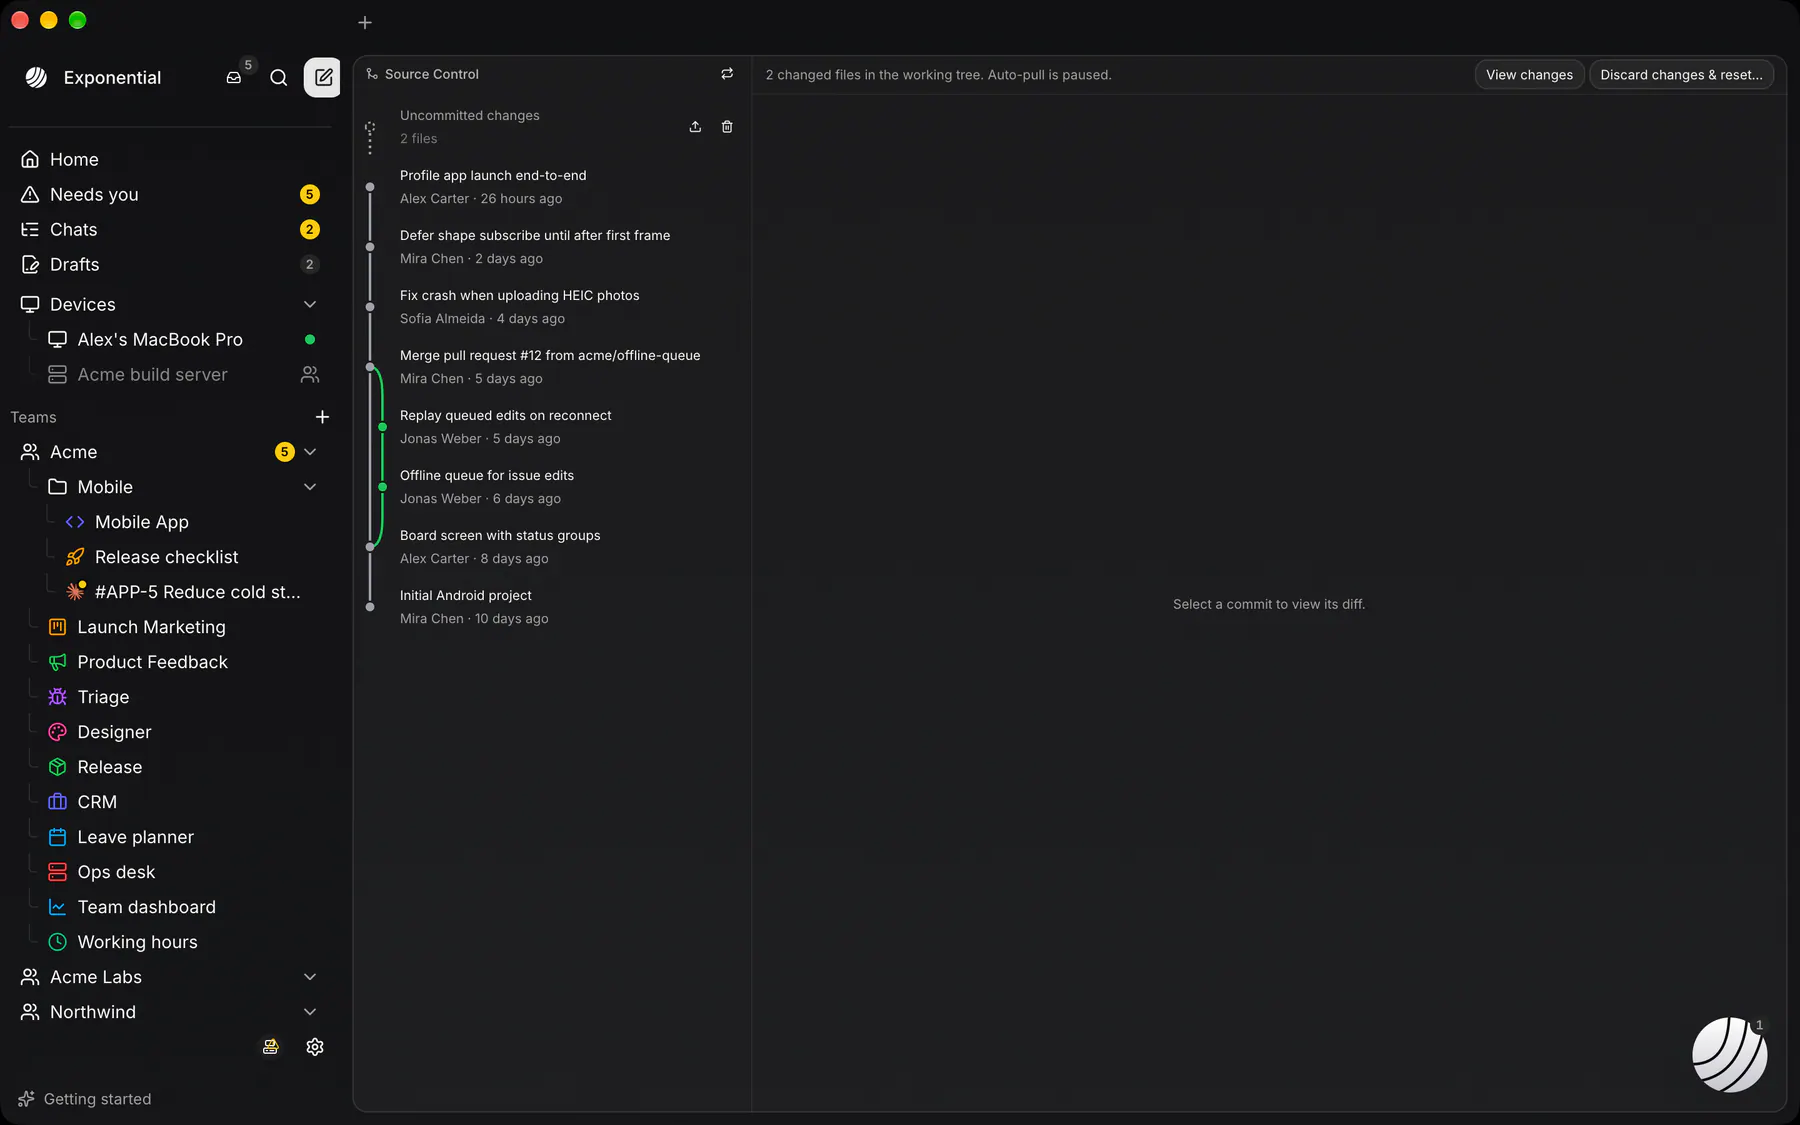 Exponential
5
Home
Needs you
5
Chats
2
Drafts
2
Devices
Alex's MacBook Pro
Acme build server
Teams
Acme
5
Mobile
Mobile App
Release checklist
#APP-5 Reduce cold st...
Launch Marketing
Product Feedback
Triage
Designer
Release
CRM
Leave planner
Ops desk
Team dashboard
Working hours
Acme Labs
Northwind
Getting started
Source Control
Uncommitted changes
2 files
Profile app launch end-to-end
Alex Carter · 26 hours ago
Defer shape subscribe until after first frame
Mira Chen · 2 days ago
Fix crash when uploading HEIC photos
Sofia Almeida · 4 days ago
Merge pull request #12 from acme/offline-queue
Mira Chen · 5 days ago
Replay queued edits on reconnect
Jonas Weber · 5 days ago
Offline queue for issue edits
Jonas Weber · 6 days ago
Board screen with status groups
Alex Carter · 8 days ago
Initial Android project
Mira Chen · 10 days ago
2 changed files in the working tree. Auto-pull is paused.
View changes
Discard changes & reset...
Select a commit to view its diff.
1